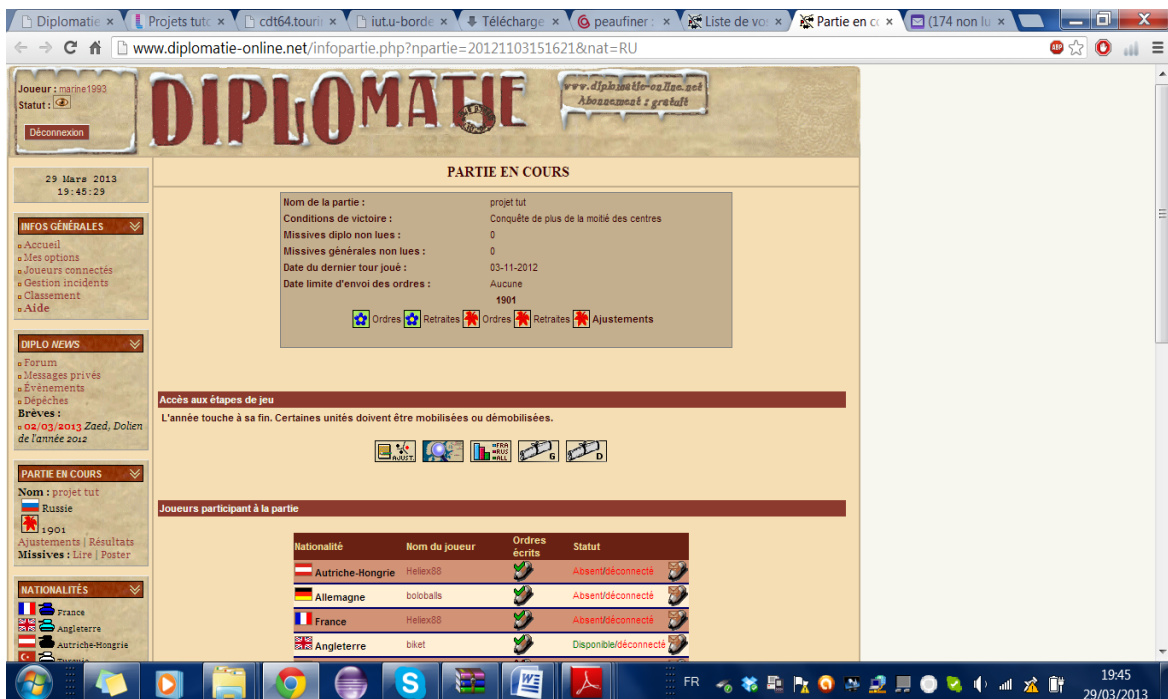 Diplomatie
Projets tuto
cdt64.touri
iut.u-borde
Télécharge
peaufiner :
Liste de vo
Partie en co
(174 non lu
www.diplomatie-online.net/infopartie.php?npartie=20121103151621&nat=RU
ABP
Joueur : marine1993
Statut :
Déconnexion
DIPLOMATIE
www.diplomatie-online.net
Abonnement : gratuit
29 Mars 2013
19:45:29
INFOS GÉNÉRALES
Accueil
Mes options
Joueurs connectés
Gestion incidents
Classement
Aide
DIPLO NEWS
Forum
Messages privés
Évènements
Dépêches
Brèves :
02/03/2013 Zaed, Dolien
de l'année 2012
PARTIE EN COURS
Nom : projet tut
Russie
1901
Ajustements | Résultats
Missives : Lire | Poster
NATIONALITÉS
France
Angleterre
Autriche-Hongrie
Turquie
PARTIE EN COURS
Nom de la partie : projet tut
Conditions de victoire : Conquête de plus de la moitié des centres
Missives diplo non lues : 0
Missives générales non lues : 0
Date du dernier tour joué : 03-11-2012
Date limite d'envoi des ordres : Aucune
1901
Ordres Retraites Ordres Retraites Ajustements
Accès aux étapes de jeu
L'année touche à sa fin. Certaines unités doivent être mobilisées ou démobilisées.
AJUST. =FRA =RUS =ALL G D
Joueurs participant à la partie
Nationalité Nom du joueur Ordres écrits Statut
Autriche-Hongrie Heliex88 Absent/déconnecté
Allemagne boloballs Absent/déconnecté
France Heliex88 Absent/déconnecté
Angleterre biket Disponible/déconnecté
FR
19:45
29/03/2013